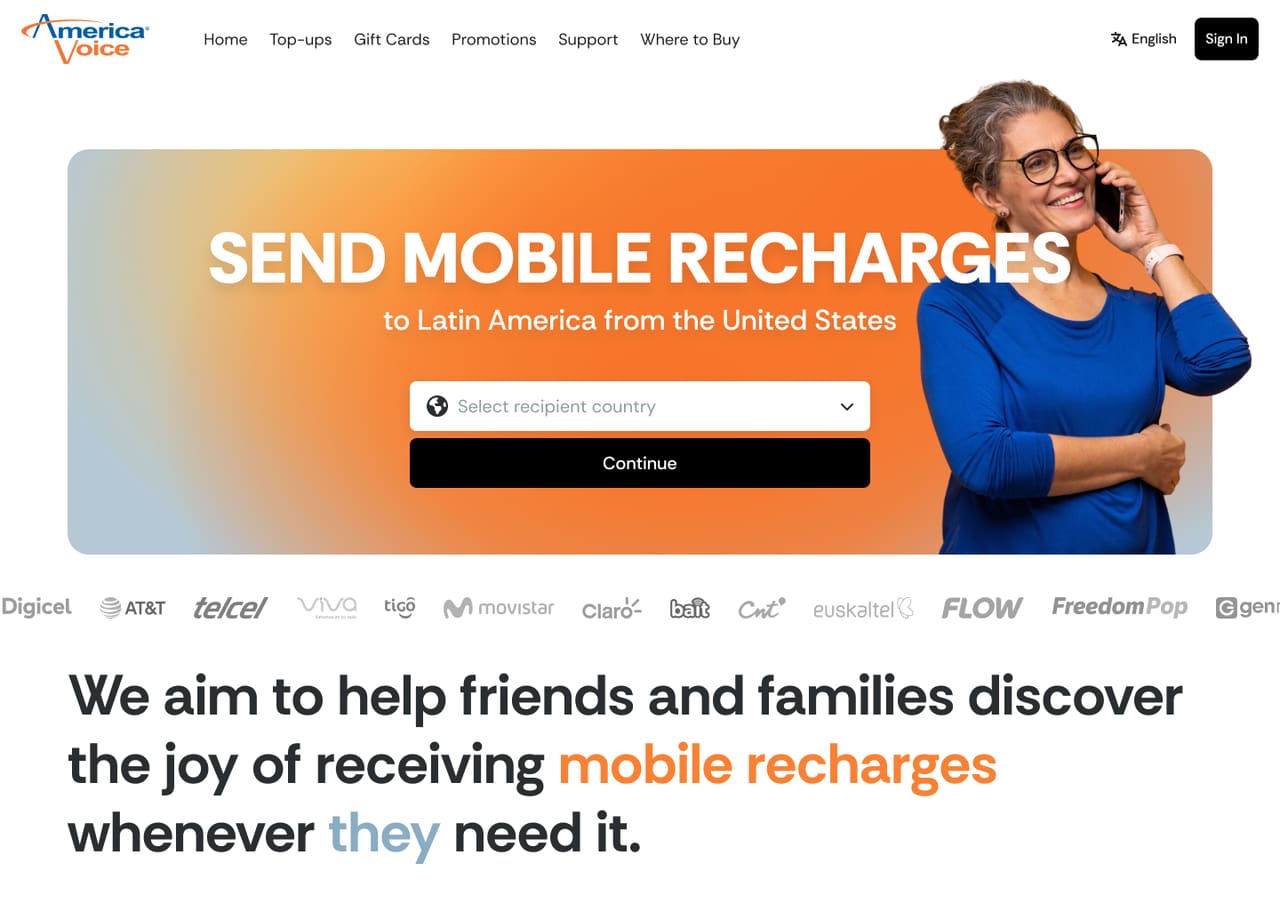 America
Voice
Home
Top-ups
Gift Cards
Promotions
Support
Where to Buy
English
Sign In
SEND MOBILE RECHARGES
to Latin America from the United States
Select recipient country
Continue
Digicel
AT&T
telcel
VIVA
tigo
movistar
Claro
bait
Cnt
euskaltel
FLOW
FreedomPop
We aim to help friends and families discover
the joy of receiving mobile recharges
whenever they need it.